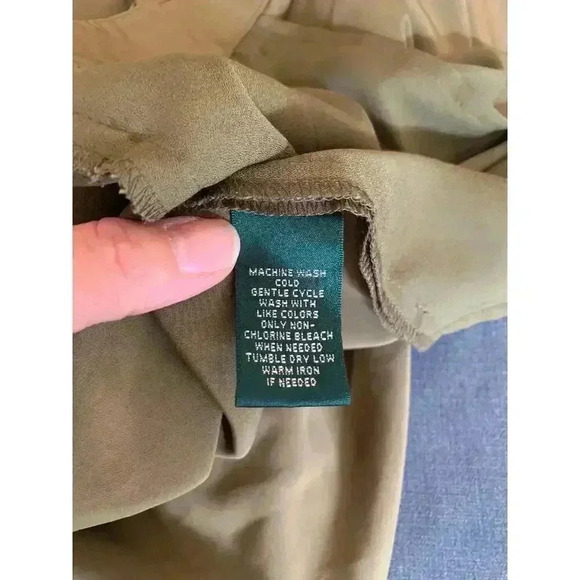 MACHINE WASH
COLD
GENTLE CYCLE
WASH WITH
LIKE COLORS
ONLY NON-
CHLORINE BLEACH
WHEN NEEDED
TUMBLE DRY LOW
WARM IRON
IF NEEDED